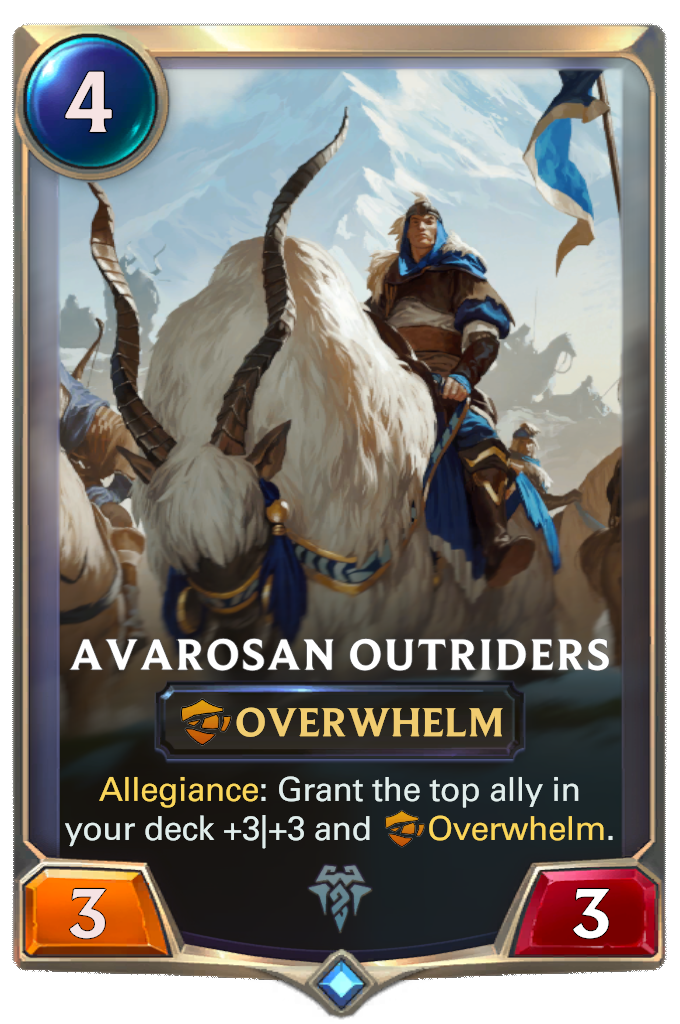 4
AVAROSAN OUTRIDERS
OVERWHELM
Allegiance: Grant the top ally in
your deck +3|+3 and Overwhelm.
3
3